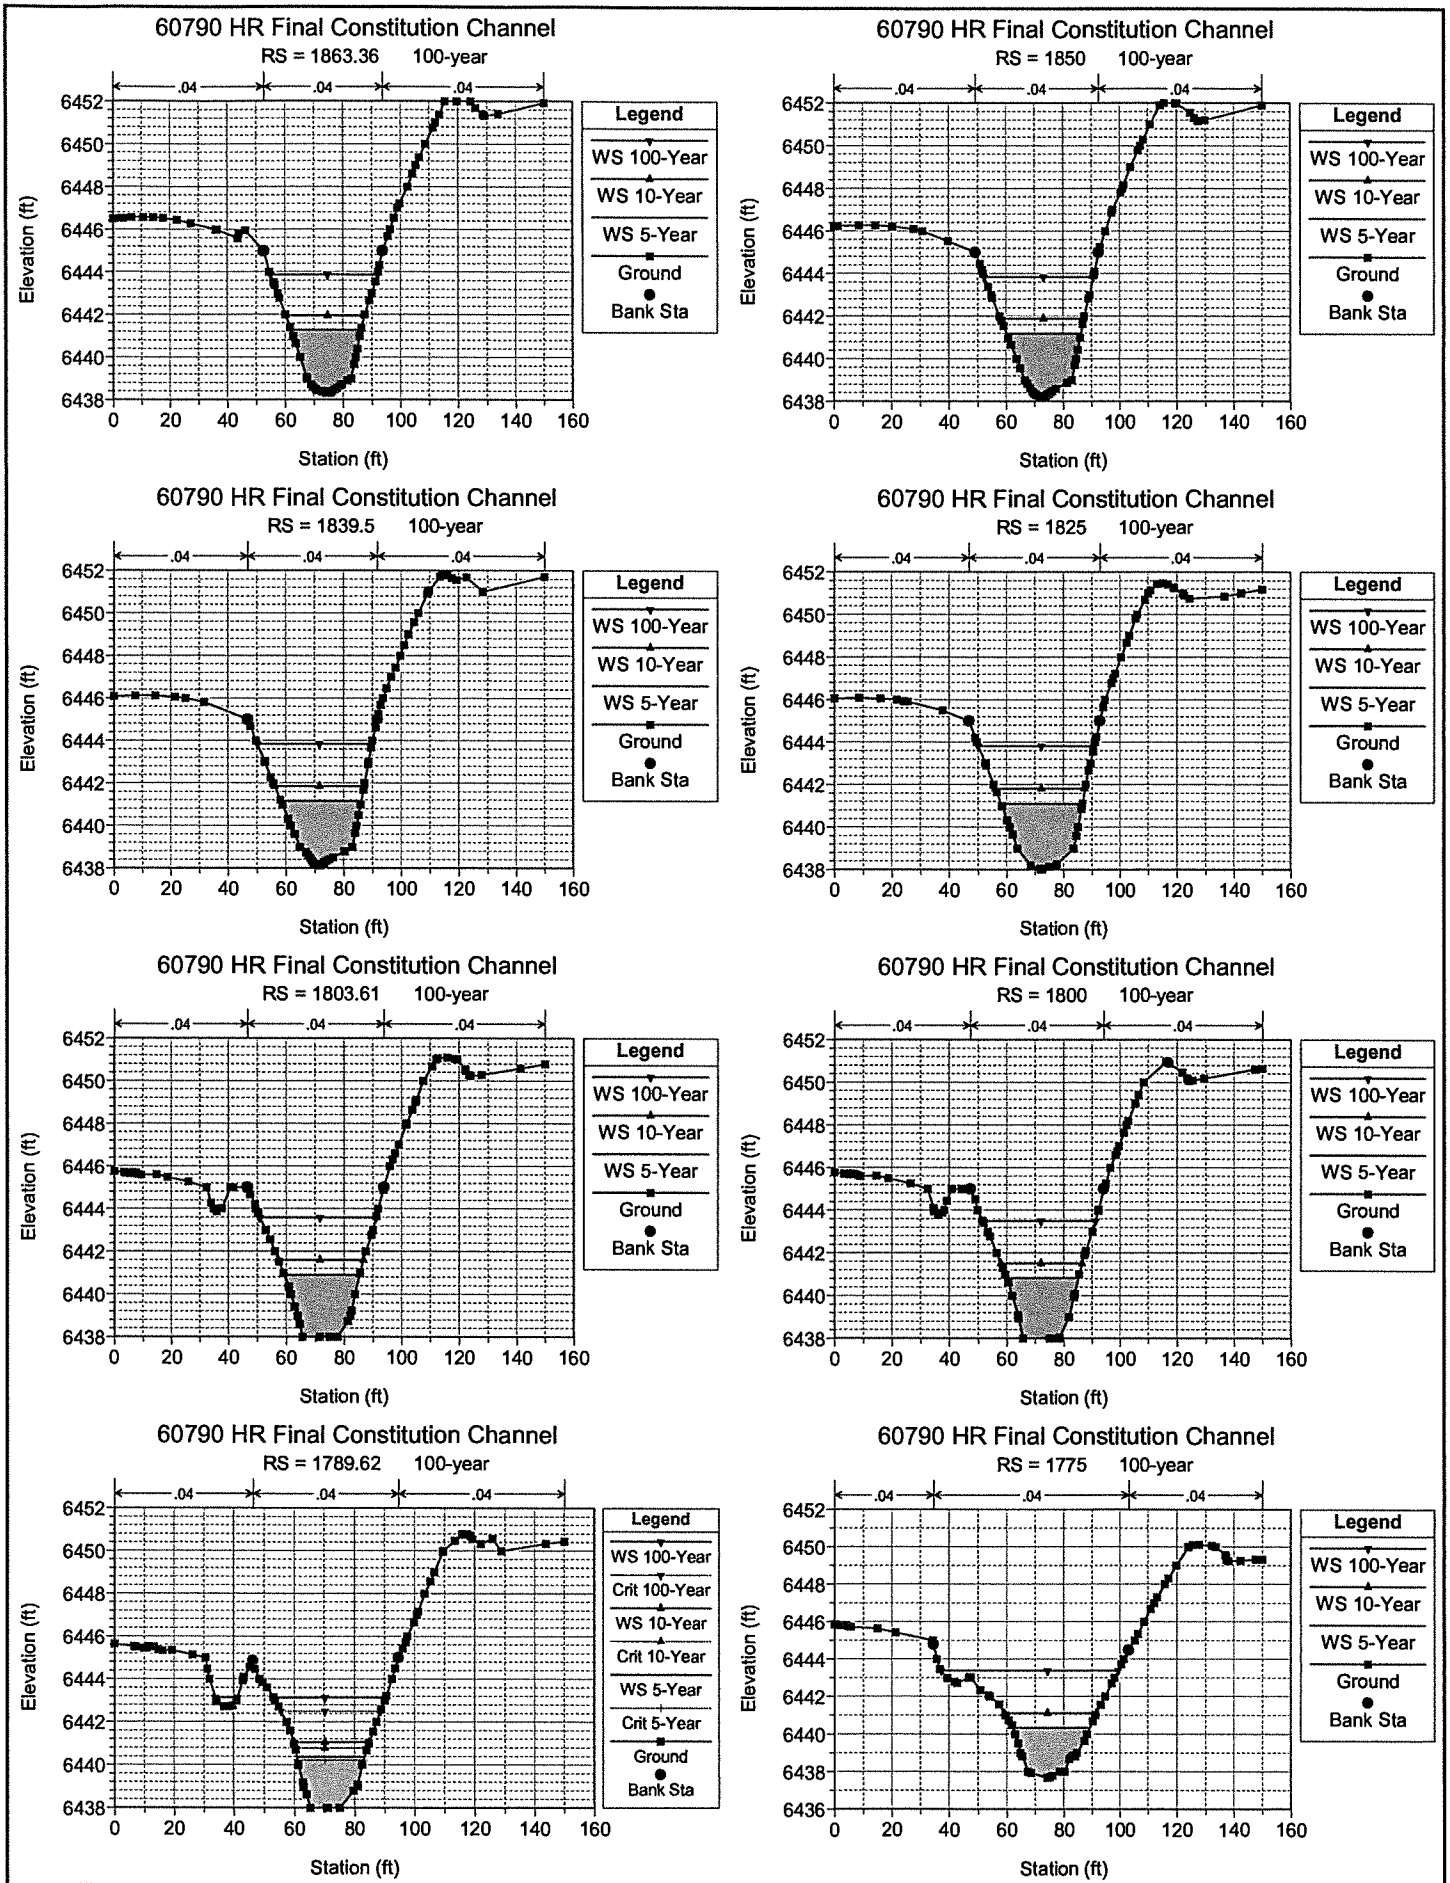 60790 HR Final Constitution Channel
RS = 1863.36 100-year
.04 .04 .04
6452
6450
6448
6446
6444
6442
6440
6438
Elevation (ft)
0 20 40 60 80 100 120 140 160
Station (ft)
Legend
WS 100-Year
WS 10-Year
WS 5-Year
Ground
Bank Sta
60790 HR Final Constitution Channel
RS = 1850 100-year
.04 .04 .04
6452
6450
6448
6446
6444
6442
6440
6438
Elevation (ft)
0 20 40 60 80 100 120 140 160
Station (ft)
Legend
WS 100-Year
WS 10-Year
WS 5-Year
Ground
Bank Sta
60790 HR Final Constitution Channel
RS = 1839.5 100-year
.04 .04 .04
6452
6450
6448
6446
6444
6442
6440
6438
Elevation (ft)
0 20 40 60 80 100 120 140 160
Station (ft)
Legend
WS 100-Year
WS 10-Year
WS 5-Year
Ground
Bank Sta
60790 HR Final Constitution Channel
RS = 1825 100-year
.04 .04 .04
6452
6450
6448
6446
6444
6442
6440
6438
Elevation (ft)
0 20 40 60 80 100 120 140 160
Station (ft)
Legend
WS 100-Year
WS 10-Year
WS 5-Year
Ground
Bank Sta
60790 HR Final Constitution Channel
RS = 1803.61 100-year
.04 .04 .04
6452
6450
6448
6446
6444
6442
6440
6438
Elevation (ft)
0 20 40 60 80 100 120 140 160
Station (ft)
Legend
WS 100-Year
WS 10-Year
WS 5-Year
Ground
Bank Sta
60790 HR Final Constitution Channel
RS = 1800 100-year
.04 .04 .04
6452
6450
6448
6446
6444
6442
6440
6438
Elevation (ft)
0 20 40 60 80 100 120 140 160
Station (ft)
Legend
WS 100-Year
WS 10-Year
WS 5-Year
Ground
Bank Sta
60790 HR Final Constitution Channel
RS = 1789.62 100-year
.04 .04 .04
6452
6450
6448
6446
6444
6442
6440
6438
Elevation (ft)
0 20 40 60 80 100 120 140 160
Station (ft)
Legend
WS 100-Year
Crit 100-Year
WS 10-Year
Crit 10-Year
WS 5-Year
Crit 5-Year
Ground
Bank Sta
60790 HR Final Constitution Channel
RS = 1775 100-year
.04 .04 .04
6452
6450
6448
6446
6444
6442
6440
6438
6436
Elevation (ft)
0 20 40 60 80 100 120 140 160
Station (ft)
Legend
WS 100-Year
WS 10-Year
WS 5-Year
Ground
Bank Sta